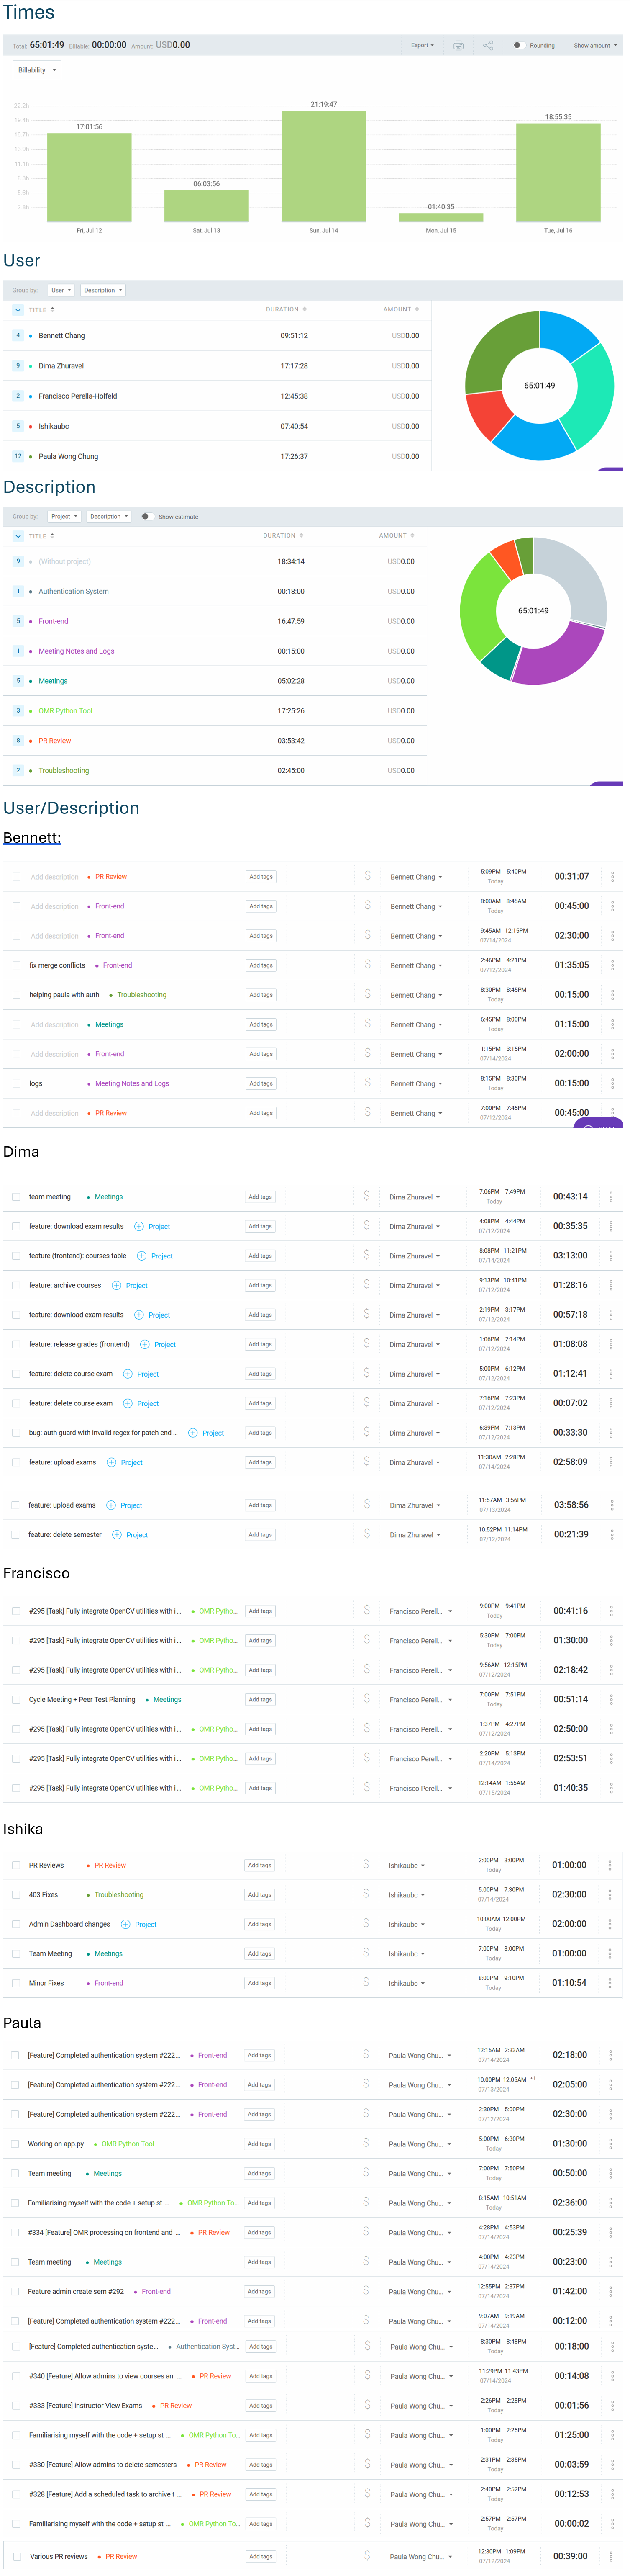 Times
Total: 65:01:49 Billable: 00:00:00 Amount: USD0.00 Export Rounding Show amount
Billability
22.2h
19.4h
16.7h
13.9h
11.1h
8.3h
5.6h
2.8h
17:01:56 06:03:56 21:19:47 01:40:35 18:55:35
Fri, Jul 12 Sat, Jul 13 Sun, Jul 14 Mon, Jul 15 Tue, Jul 16
User
Group by: User Description
TITLE DURATION AMOUNT
4 Bennett Chang 09:51:12 USD0.00
9 Dima Zhuravel 17:17:28 USD0.00
2 Francisco Perella-Holfeld 12:45:38 USD0.00
5 Ishikaubc 07:40:54 USD0.00
12 Paula Wong Chung 17:26:37 USD0.00
65:01:49
Description
Group by: Project Description Show estimate
TITLE DURATION AMOUNT
9 (Without project) 18:34:14 USD0.00
1 Authentication System 00:18:00 USD0.00
5 Front-end 16:47:59 USD0.00
1 Meeting Notes and Logs 00:15:00 USD0.00
5 Meetings 05:02:28 USD0.00
3 OMR Python Tool 17:25:26 USD0.00
8 PR Review 03:53:42 USD0.00
2 Troubleshooting 02:45:00 USD0.00
65:01:49
User/Description
Bennett:
Add description PR Review Add tags $ Bennett Chang 5:09PM 5:40PM Today 00:31:07
Add description Front-end Add tags $ Bennett Chang 8:00AM 8:45AM Today 00:45:00
Add description Front-end Add tags $ Bennett Chang 9:45AM 12:15PM 07/14/2024 02:30:00
fix merge conflicts Front-end Add tags $ Bennett Chang 2:46PM 4:21PM 07/12/2024 01:35:05
helping paula with auth Troubleshooting Add tags $ Bennett Chang 8:30PM 8:45PM Today 00:15:00
Add description Meetings Add tags $ Bennett Chang 6:45PM 8:00PM Today 01:15:00
Add description Front-end Add tags $ Bennett Chang 1:15PM 3:15PM 07/14/2024 02:00:00
logs Meeting Notes and Logs Add tags $ Bennett Chang 8:15PM 8:30PM Today 00:15:00
Add description PR Review Add tags $ Bennett Chang 7:00PM 7:45PM 07/12/2024 00:45:00
Dima
team meeting Meetings Add tags $ Dima Zhuravel 7:06PM 7:49PM Today 00:43:14
feature: download exam results Project Add tags $ Dima Zhuravel 4:08PM 4:44PM 07/12/2024 00:35:35
feature (frontend): courses table Project Add tags $ Dima Zhuravel 8:08PM 11:21PM 07/14/2024 03:13:00
feature: archive courses Project Add tags $ Dima Zhuravel 9:13PM 10:41PM 07/12/2024 01:28:16
feature: download exam results Project Add tags $ Dima Zhuravel 2:19PM 3:17PM 07/12/2024 00:57:18
feature: release grades (frontend) Project Add tags $ Dima Zhuravel 1:06PM 2:14PM 07/12/2024 01:08:08
feature: delete course exam Project Add tags $ Dima Zhuravel 5:00PM 6:12PM 07/12/2024 01:12:41
feature: delete course exam Project Add tags $ Dima Zhuravel 7:16PM 7:23PM 07/12/2024 00:07:02
bug: auth guard with invalid regex for patch end ... Project Add tags $ Dima Zhuravel 6:39PM 7:13PM 07/12/2024 00:33:30
feature: upload exams Project Add tags $ Dima Zhuravel 11:30AM 2:28PM 07/14/2024 02:58:09
feature: upload exams Project Add tags $ Dima Zhuravel 11:57AM 3:56PM 07/13/2024 03:58:56
feature: delete semester Project Add tags $ Dima Zhuravel 10:52PM 11:14PM 07/12/2024 00:21:39
Francisco
#295 [Task] Fully integrate OpenCV utilities with i ... OMR Pytho... Add tags $ Francisco Perell... 9:00PM 9:41PM Today 00:41:16
#295 [Task] Fully integrate OpenCV utilities with i ... OMR Pytho... Add tags $ Francisco Perell... 5:30PM 7:00PM Today 01:30:00
#295 [Task] Fully integrate OpenCV utilities with i ... OMR Pytho... Add tags $ Francisco Perell... 9:56AM 12:15PM 07/12/2024 02:18:42
Cycle Meeting + Peer Test Planning Meetings Add tags $ Francisco Perell... 7:00PM 7:51PM Today 00:51:14
#295 [Task] Fully integrate OpenCV utilities with i ... OMR Pytho... Add tags $ Francisco Perell... 1:37PM 4:27PM 07/12/2024 02:50:00
#295 [Task] Fully integrate OpenCV utilities with i ... OMR Pytho... Add tags $ Francisco Perell... 2:20PM 5:13PM 07/14/2024 02:53:51
#295 [Task] Fully integrate OpenCV utilities with i ... OMR Pytho... Add tags $ Francisco Perell... 12:14AM 1:55AM 07/15/2024 01:40:35
Ishika
PR Reviews PR Review Add tags $ Ishikaubc 2:00PM 3:00PM Today 01:00:00
403 Fixes Troubleshooting Add tags $ Ishikaubc 5:00PM 7:30PM 07/14/2024 02:30:00
Admin Dashboard changes Project Add tags $ Ishikaubc 10:00AM 12:00PM Today 02:00:00
Team Meeting Meetings Add tags $ Ishikaubc 7:00PM 8:00PM Today 01:00:00
Minor Fixes Front-end Add tags $ Ishikaubc 8:00PM 9:10PM Today 01:10:54
Paula
[Feature] Completed authentication system #222... Front-end Add tags $ Paula Wong Chu... 12:15AM 2:33AM 07/14/2024 02:18:00
[Feature] Completed authentication system #222... Front-end Add tags $ Paula Wong Chu... 10:00PM 12:05AM +1 07/13/2024 02:05:00
[Feature] Completed authentication system #222... Front-end Add tags $ Paula Wong Chu... 2:30PM 5:00PM 07/12/2024 02:30:00
Working on app.py OMR Python Tool Add tags $ Paula Wong Chu... 5:00PM 6:30PM Today 01:30:00
Team meeting Meetings Add tags $ Paula Wong Chu... 7:00PM 7:50PM Today 00:50:00
Familiarising myself with the code + setup st ... OMR Python To... Add tags $ Paula Wong Chu... 8:15AM 10:51AM Today 02:36:00
#334 [Feature] OMR processing on frontend and ... PR Review Add tags $ Paula Wong Chu... 4:28PM 4:53PM 07/14/2024 00:25:39
Team meeting Meetings Add tags $ Paula Wong Chu... 4:00PM 4:23PM Today 00:23:00
Feature admin create sem #292 Front-end Add tags $ Paula Wong Chu... 12:55PM 2:37PM 07/14/2024 01:42:00
[Feature] Completed authentication system #222... Front-end Add tags $ Paula Wong Chu... 9:07AM 9:19AM 07/14/2024 00:12:00
[Feature] Completed authentication syste... Authentication Syst... Add tags $ Paula Wong Chu... 8:30PM 8:48PM Today 00:18:00
#340 [Feature] Allow admins to view courses an ... PR Review Add tags $ Paula Wong Chu... 11:29PM 11:43PM 07/14/2024 00:14:08
#333 [Feature] instructor View Exams PR Review Add tags $ Paula Wong Chu... 2:26PM 2:28PM Today 00:01:56
Familiarising myself with the code + setup st ... OMR Python To... Add tags $ Paula Wong Chu... 1:00PM 2:25PM Today 01:25:00
#330 [Feature] Allow admins to delete semesters PR Review Add tags $ Paula Wong Chu... 2:31PM 2:35PM Today 00:03:59
#328 [Feature] Add a scheduled task to archive t ... PR Review Add tags $ Paula Wong Chu... 2:40PM 2:52PM Today 00:12:53
Familiarising myself with the code + setup st ... OMR Python To... Add tags $ Paula Wong Chu... 2:57PM 2:57PM Today 00:00:02
Various PR reviews PR Review Add tags $ Paula Wong Chu... 12:30PM 1:09PM 07/12/2024 00:39:00